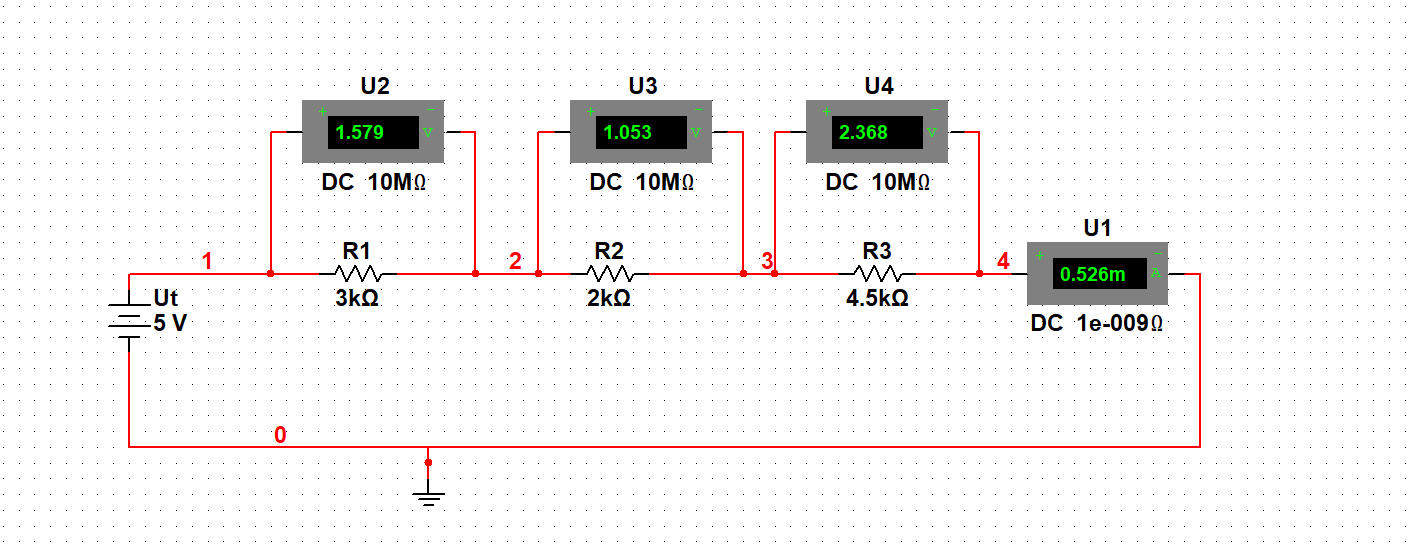 U2
U3
U4
+ −
1.579 V
+ −
1.053 V
+ −
2.368 V
DC 10MΩ
DC 10MΩ
DC 10MΩ
U1
1
R1
2
R2
3
R3
4
+ −
0.526m A
3kΩ
2kΩ
4.5kΩ
Ut
5 V
DC 1e-009Ω
0